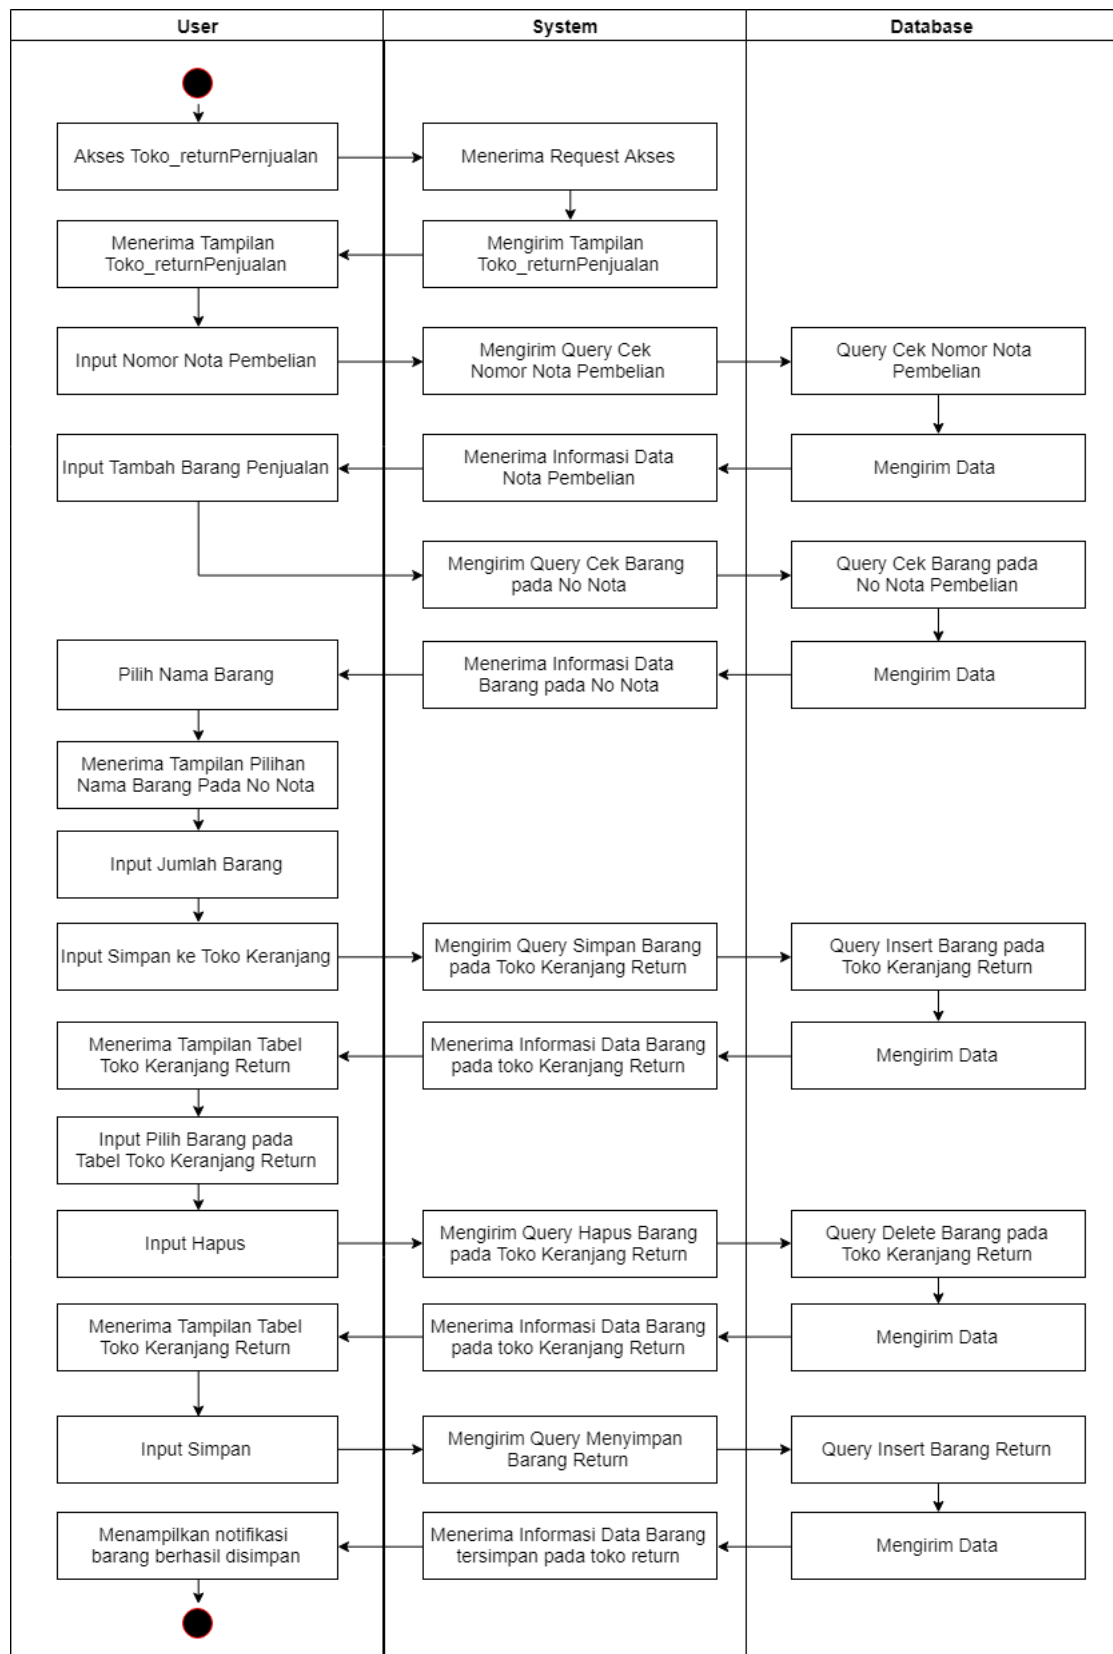 User
System
Database
Akses Toko_returnPernjualan
Menerima Request Akses
Menerima Tampilan
Toko_returnPenjualan
Mengirim Tampilan
Toko_returnPenjualan
Input Nomor Nota Pembelian
Mengirim Query Cek
Nomor Nota Pembelian
Query Cek Nomor Nota
Pembelian
Input Tambah Barang Penjualan
Menerima Informasi Data
Nota Pembelian
Mengirim Data
Mengirim Query Cek Barang
pada No Nota
Query Cek Barang pada
No Nota Pembelian
Pilih Nama Barang
Menerima Informasi Data
Barang pada No Nota
Mengirim Data
Menerima Tampilan Pilihan
Nama Barang Pada No Nota
Input Jumlah Barang
Input Simpan ke Toko Keranjang
Mengirim Query Simpan Barang
pada Toko Keranjang Return
Query Insert Barang pada
Toko Keranjang Return
Menerima Tampilan Tabel
Toko Keranjang Return
Menerima Informasi Data Barang
pada toko Keranjang Return
Mengirim Data
Input Pilih Barang pada
Tabel Toko Keranjang Return
Input Hapus
Mengirim Query Hapus Barang
pada Toko Keranjang Return
Query Delete Barang pada
Toko Keranjang Return
Menerima Tampilan Tabel
Toko Keranjang Return
Menerima Informasi Data Barang
pada toko Keranjang Return
Mengirim Data
Input Simpan
Mengirim Query Menyimpan
Barang Return
Query Insert Barang Return
Menampilkan notifikasi
barang berhasil disimpan
Menerima Informasi Data Barang
tersimpan pada toko return
Mengirim Data